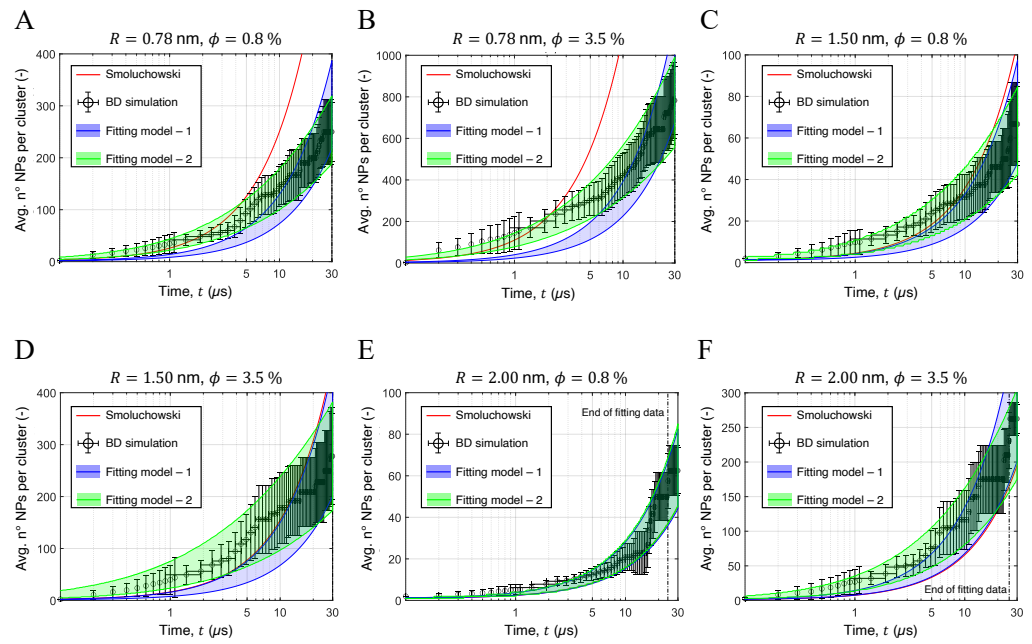 A
R = 0.78 nm, ϕ = 0.8 %
Avg. n° NPs per cluster (-)
400
300
200
100
0
Smoluchowski
BD simulation
Fitting model – 1
Fitting model – 2
1
5
10
30
Time, t (μs)
B
R = 0.78 nm, ϕ = 3.5 %
Avg. n° NPs per cluster (-)
1000
800
600
400
200
0
Smoluchowski
BD simulation
Fitting model – 1
Fitting model – 2
1
5
10
30
Time, t (μs)
C
R = 1.50 nm, ϕ = 0.8 %
Avg. n° NPs per cluster (-)
100
80
60
40
20
0
Smoluchowski
BD simulation
Fitting model – 1
Fitting model – 2
1
5
10
30
Time, t (μs)
D
R = 1.50 nm, ϕ = 3.5 %
Avg. n° NPs per cluster (-)
400
300
200
100
0
Smoluchowski
BD simulation
Fitting model – 1
Fitting model – 2
1
5
10
30
Time, t (μs)
E
R = 2.00 nm, ϕ = 0.8 %
Avg. n° NPs per cluster (-)
100
80
60
40
20
0
Smoluchowski
BD simulation
Fitting model – 1
Fitting model – 2
End of fitting data
1
5
10
30
Time, t (μs)
F
R = 2.00 nm, ϕ = 3.5 %
Avg. n° NPs per cluster (-)
300
250
200
150
100
50
0
Smoluchowski
BD simulation
Fitting model – 1
Fitting model – 2
End of fitting data
1
5
10
30
Time, t (μs)